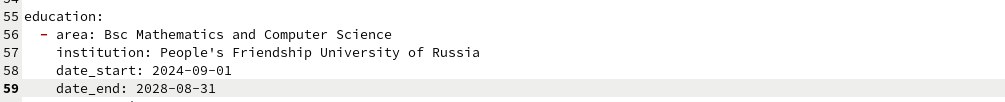 55 education:
56 - area: Bsc Mathematics and Computer Science
57 institution: People's Friendship University of Russia
58 date_start: 2024-09-01
59 date_end: 2028-08-31